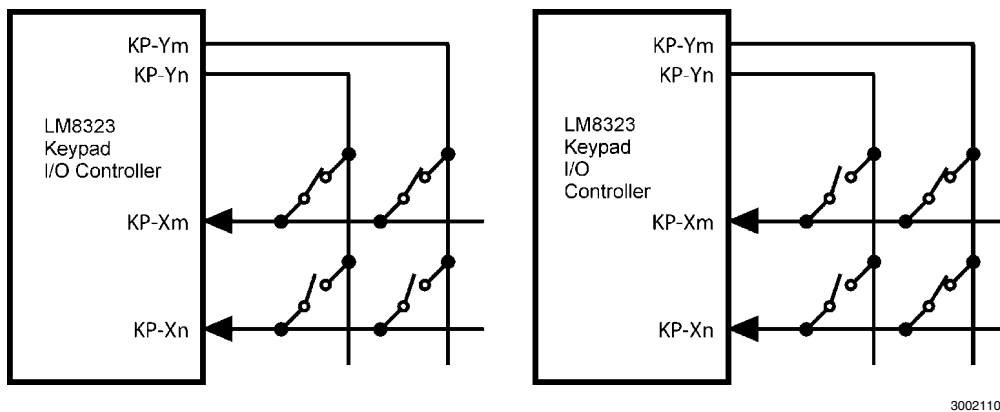 KP-Ym
KP-Yn
LM8323
Keypad
I/O Controller
KP-Xm
KP-Xn
KP-Ym
KP-Yn
LM8323
Keypad
I/O
Controller
KP-Xm
KP-Xn
3002110